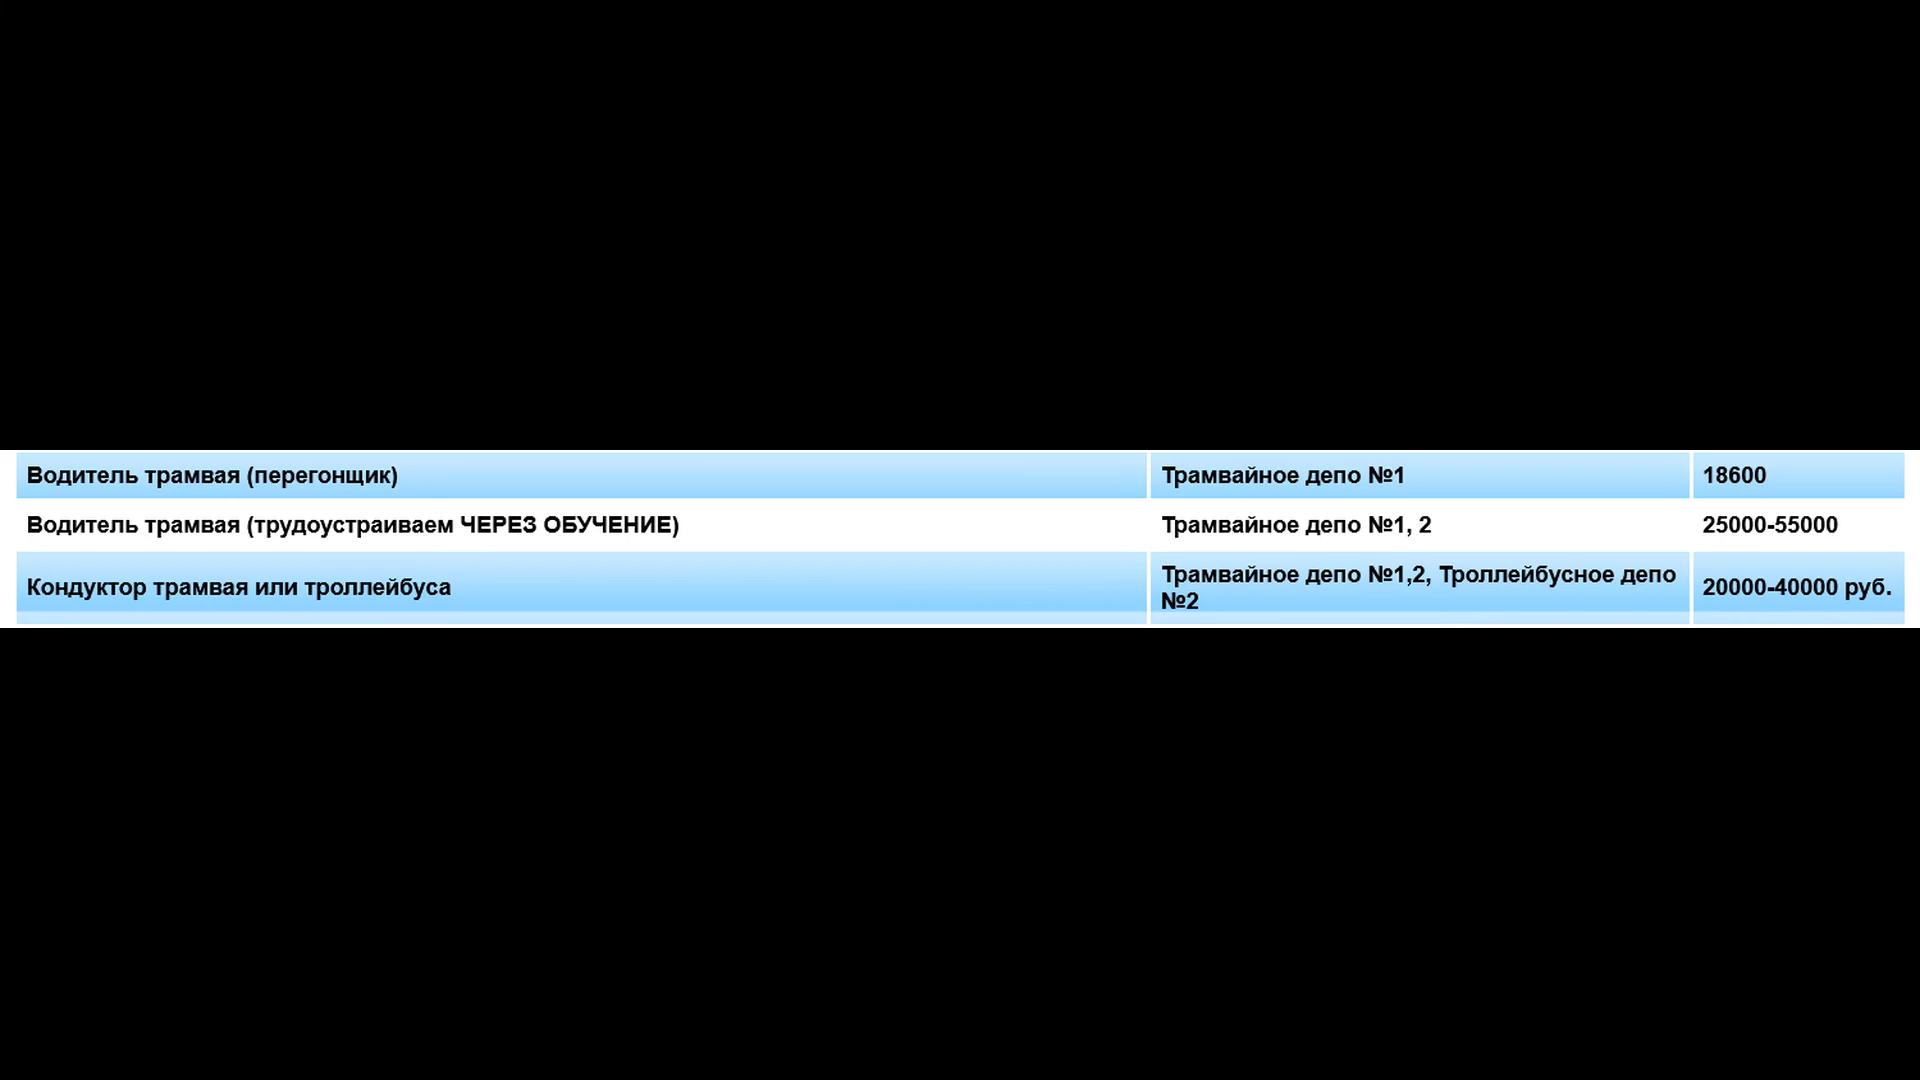 Водитель трамвая (перегонщик) Трамвайное депо №1 18600
Водитель трамвая (трудоустраиваем ЧЕРЕЗ ОБУЧЕНИЕ) Трамвайное депо №1, 2 25000-55000
Кондуктор трамвая или троллейбуса Трамвайное депо №1,2, Троллейбусное депо
№2 20000-40000 руб.